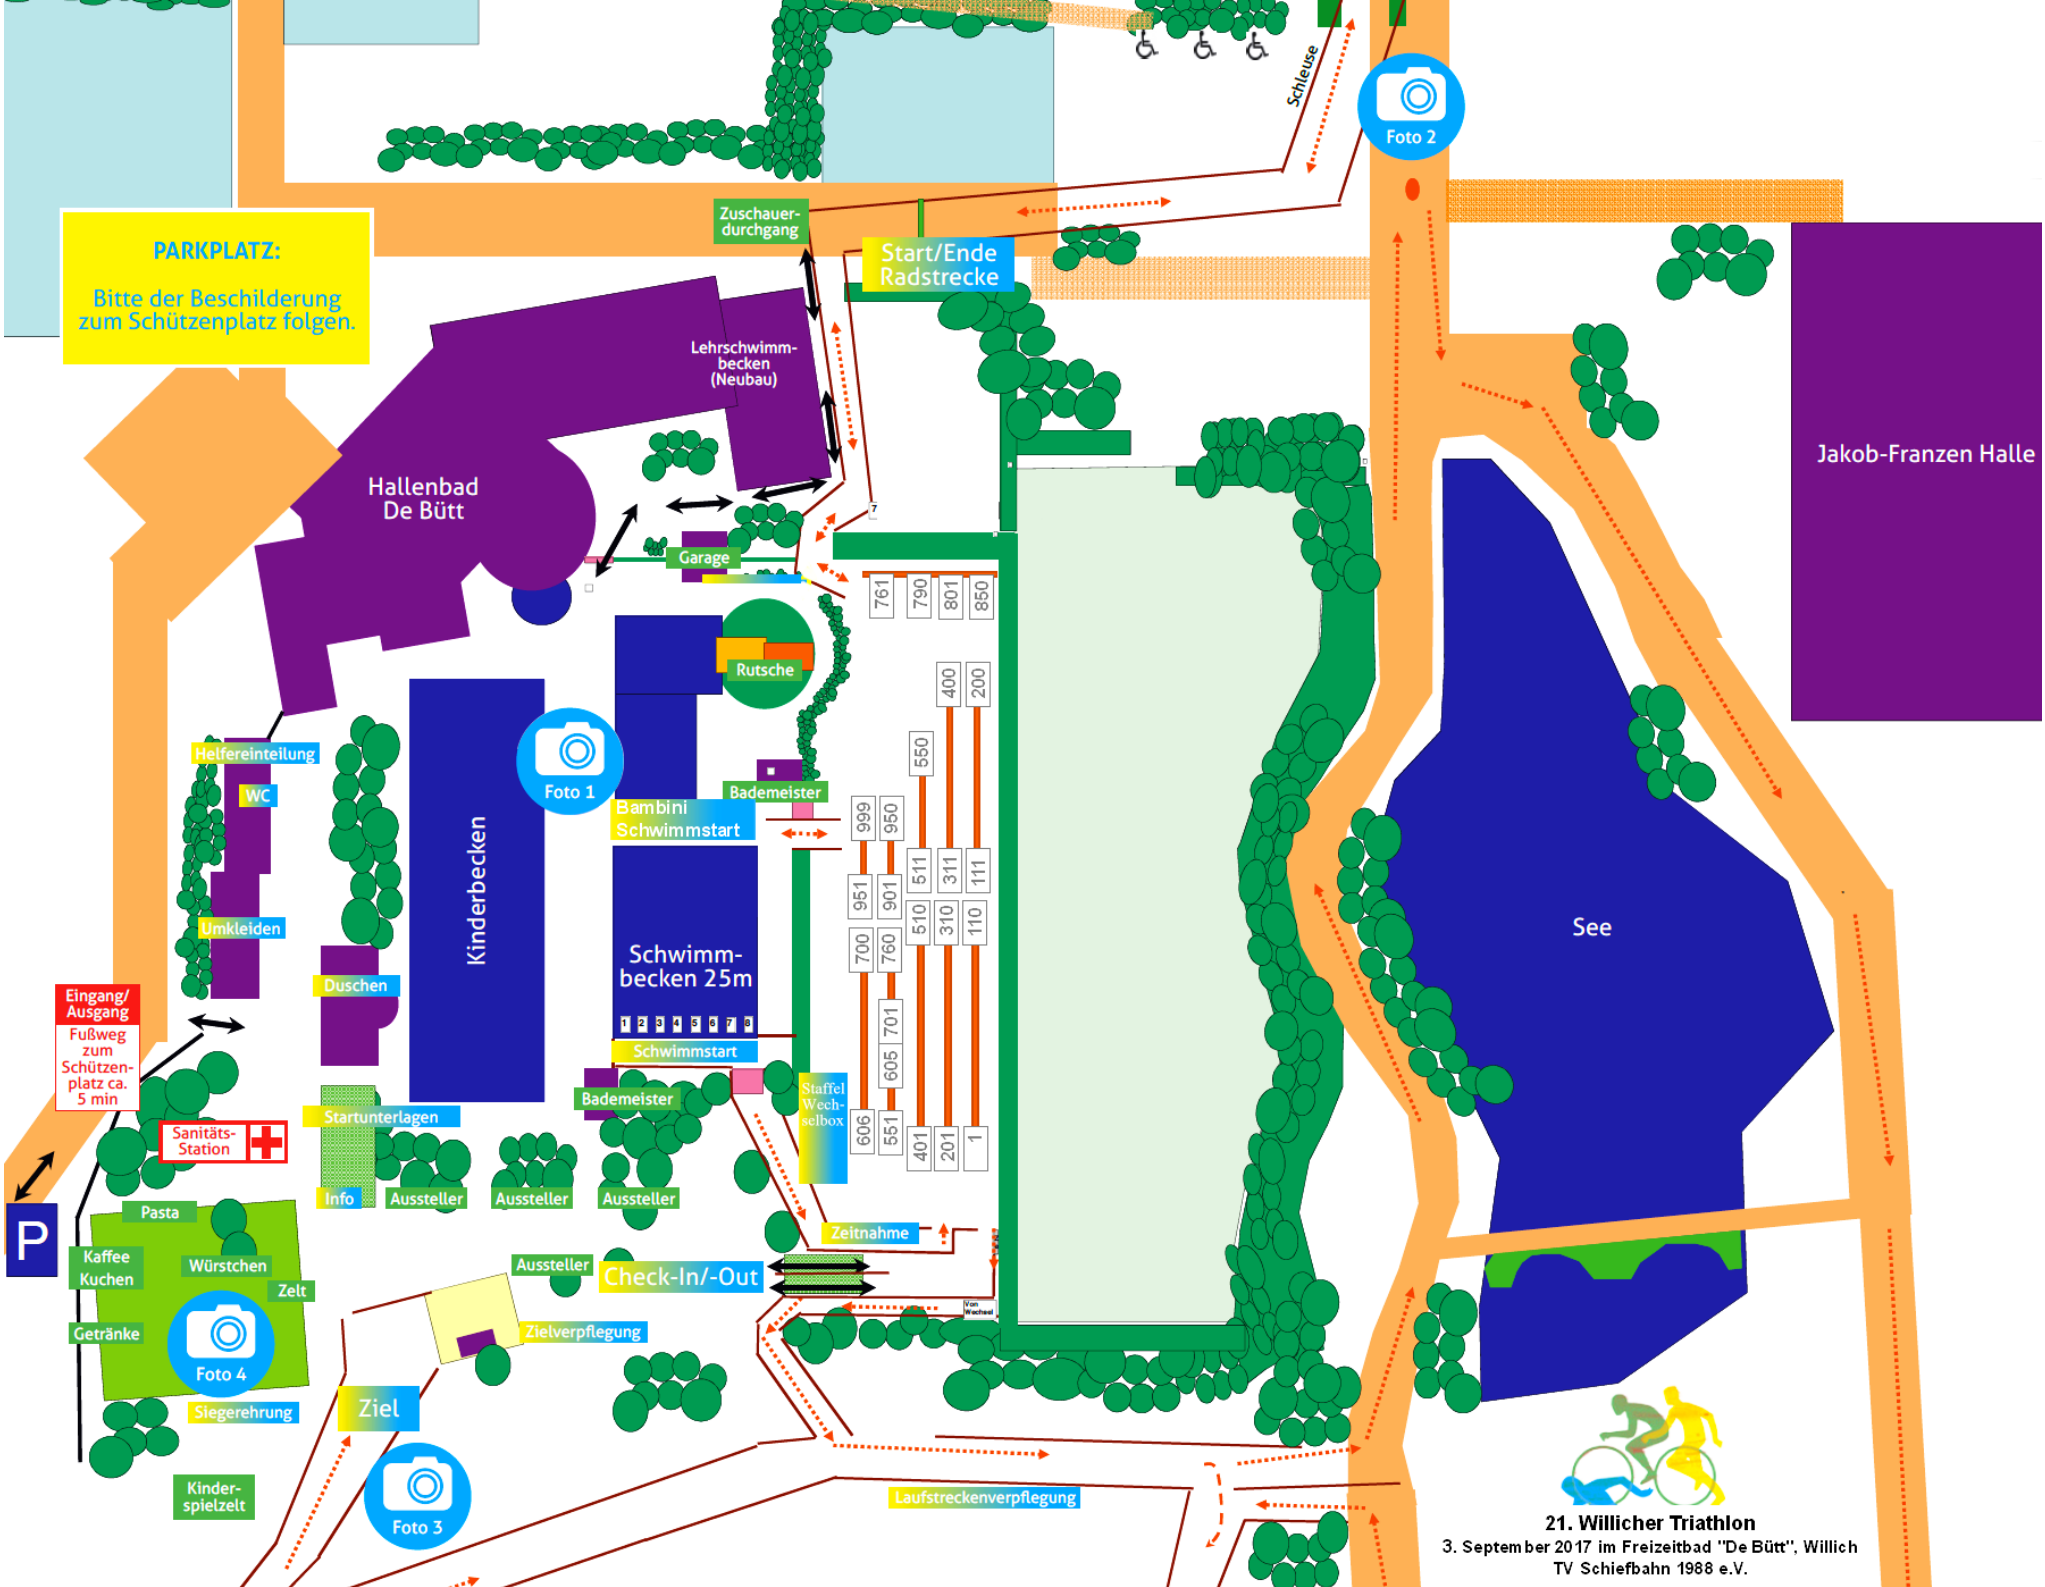 Schleuse
Foto 2
Zuschauer-
durchgang
PARKPLATZ:
Bitte der Beschilderung
zum Schützenplatz folgen.
Start/Ende
Radstrecke
Lehrschwimm-
becken
(Neubau)
Jakob-Franzen Halle
Hallenbad
De Bütt
7
Garage
761
790
801
850
Rutsche
400
200
550
Helfereinteilung
WC
Foto 1
Bademeister
Bambini
Schwimmstart
999
950
511
311
111
951
901
510
310
110
Kinderbecken
Umkleiden
See
Schwimm-
becken 25m
700
760
Duschen
Eingang/
Ausgang
Fußweg
zum
Schützen-
platz ca.
5 min
1 2 3 4 5 6 7 8
701
Schwimmstart
605
Bademeister
Staffel
Wech-
selbox
Startunterlagen
606
551
401
201
1
Sanitäts-
Station
Info
Aussteller
Aussteller
Aussteller
Pasta
P
Zeitnahme
Kaffee
Kuchen
Würstchen
Aussteller
Check-In/-Out
Zelt
Von
Wechsel
Getränke
Zielverpflegung
Foto 4
Siegerehrung
Ziel
Kinder-
spielzelt
Foto 3
Laufstreckenverpflegung
21. Willicher Triathlon
3. September 2017 im Freizeitbad "De Bütt", Willich
TV Schiefbahn 1988 e.V.